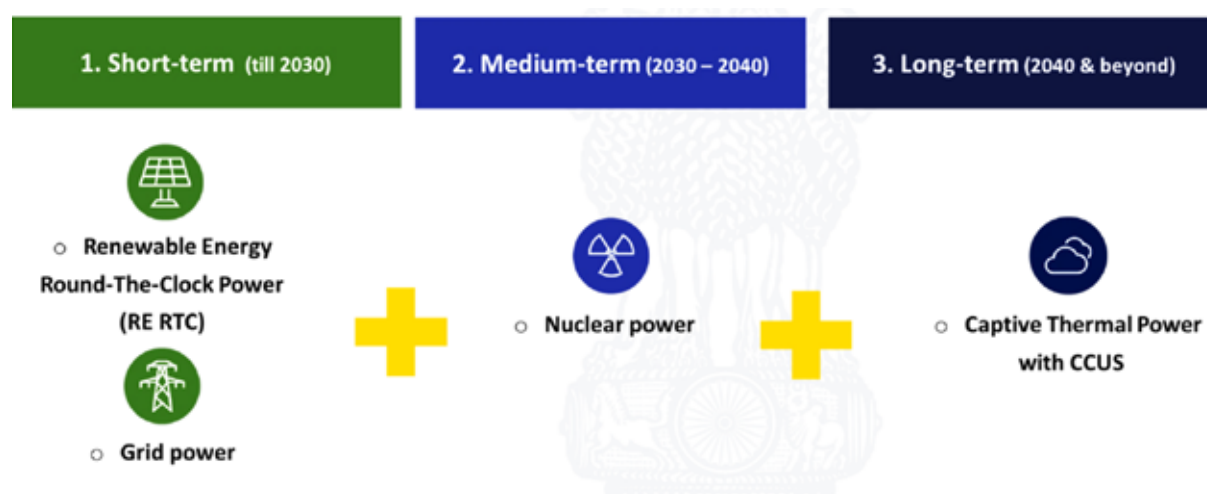 1. Short-term (till 2030)
2. Medium-term (2030 – 2040)
3. Long-term (2040 & beyond)
○ Renewable Energy
Round-The-Clock Power
(RE RTC)
○ Grid power
○ Nuclear power
○ Captive Thermal Power
with CCUS